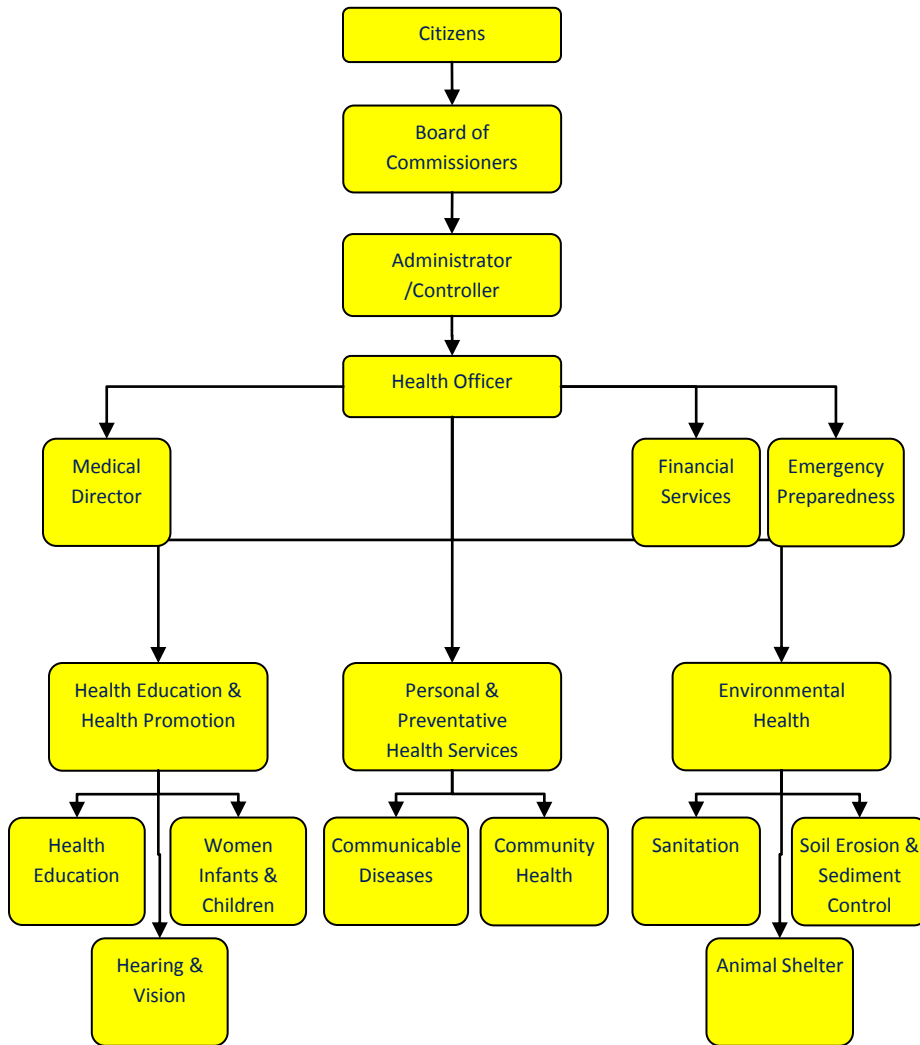 Citizens
Board of
Commissioners
Administrator
/Controller
Health Officer
Medical
Director
Financial
Services
Emergency
Preparedness
Health Education &
Health Promotion
Personal &
Preventative
Health Services
Environmental
Health
Health
Education
Women
Infants &
Children
Communicable
Diseases
Community
Health
Sanitation
Soil Erosion &
Sediment
Control
Hearing &
Vision
Animal Shelter